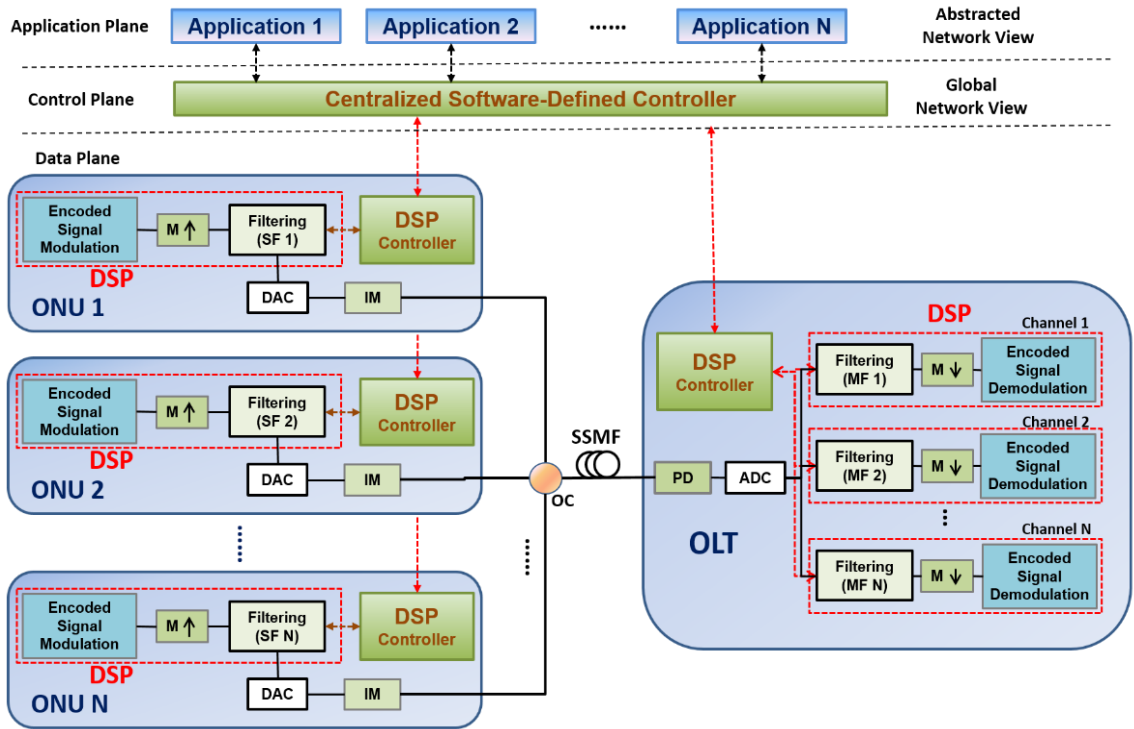 Application Plane
Application 1
Application 2
......
Application N
Abstracted
Network View
Control Plane
Centralized Software-Defined Controller
Global
Network View
Data Plane
Encoded
Signal
Modulation
M ↑
Filtering
(SF 1)
DSP
Controller
DSP
DAC
IM
ONU 1
Encoded
Signal
Modulation
M ↑
Filtering
(SF 2)
DSP
Controller
DSP
DAC
IM
ONU 2
......
Encoded
Signal
Modulation
M ↑
Filtering
(SF N)
DSP
Controller
DSP
DAC
IM
ONU N
......
OC
SSMF
DSP
Channel 1
DSP
Controller
Filtering
(MF 1)
M ↓
Encoded
Signal
Demodulation
Channel 2
PD
ADC
Filtering
(MF 2)
M ↓
Encoded
Signal
Demodulation
...
OLT
Channel N
Filtering
(MF N)
M ↓
Encoded
Signal
Demodulation